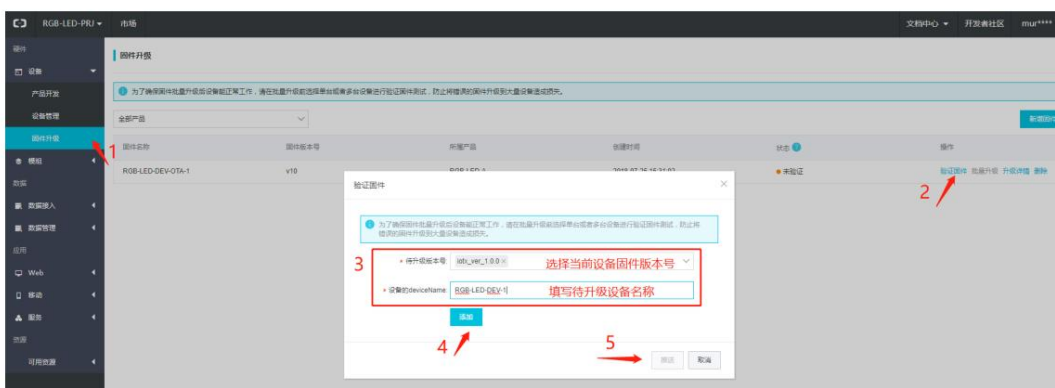 RGB-LED-PRJ 市场 文档中心 开发者社区 mur****
硬件
设备
产品开发
设备管理
固件升级
模组
数据
数据接入
数据管理
应用
Web
移动
服务
资源
可用资源
固件升级
为了确保固件批量升级后设备能正常工作，请在批量升级前选择单台或者多台设备进行验证固件测试，防止将错误的固件升级到大量设备造成损失。
全部产品
新增固件
固件名称 固件版本号 所属产品 创建时间 状态 操作
RGB-LED-DEV-OTA-1 v10 RGB-LED-A 未验证 验证固件 批量升级 升级详情 删除
1
2
验证固件
为了确保固件批量升级后设备能正常工作，请在批量升级前选择单台或者多台设备进行验证固件测试，防止将
错误的固件升级到大量设备造成损失。
3
* 待升级版本号 iotx_ver_1.0.0 × 选择当前设备固件版本号
* 设备的deviceName RGB-LED-DEV-1 填写待升级设备名称
添加
4
5
取消